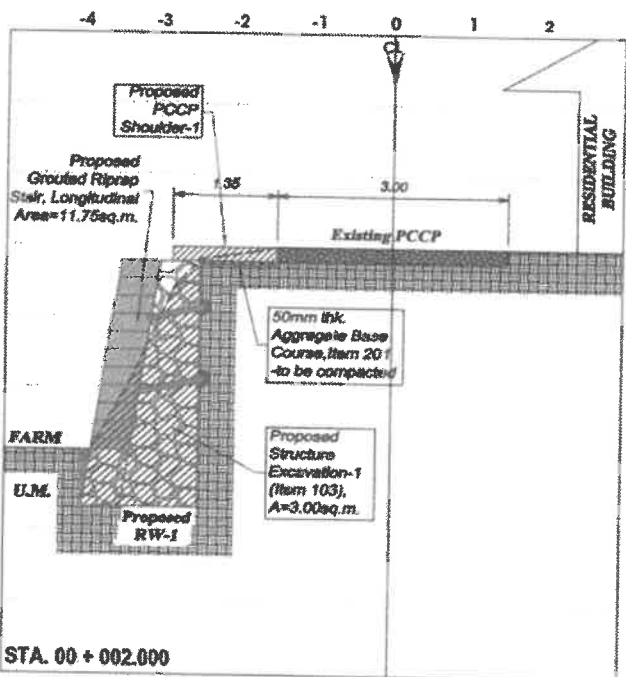 -4 -3 -2 -1 0 1 2
CL
Proposed
PCCP
Shoulder-1
Proposed
Grouted Riprap
Stair, Longitudinal
Area=11.75sq.m.
1.35
3.00
Existing PCCP
RESIDENTIAL
BUILDING
50mm thk.
Aggregate Base
Course,Item 201
-to be compacted
FARM
U.M.
Proposed
Structure
Excavation-1
(Item 103),
A=3.00sq.m.
Proposed
RW-1
STA. 00 + 002.000